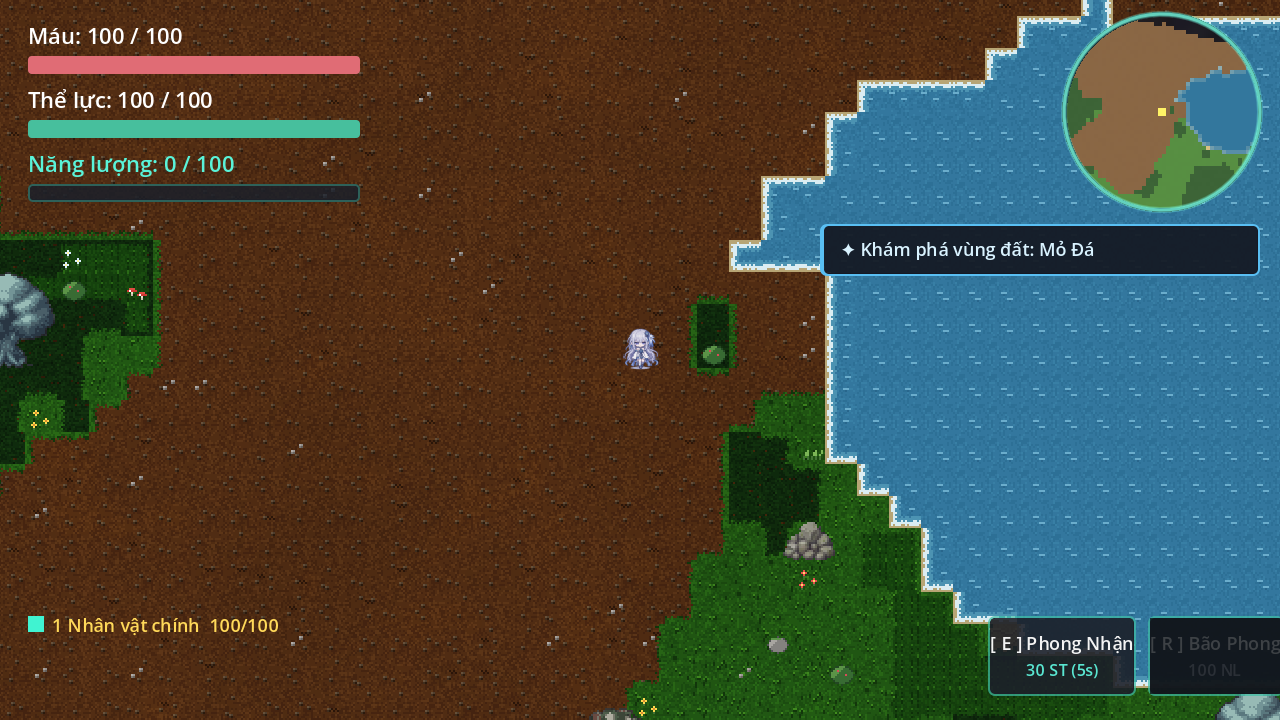 Máu: 100 / 100
Thể lực: 100 / 100
Năng lượng: 0 / 100
✦ Khám phá vùng đất: Mỏ Đá
1 Nhân vật chính 100/100
[ E ] Phong Nhận
30 ST (5s)
[ R ] Bão Phong
100 NL